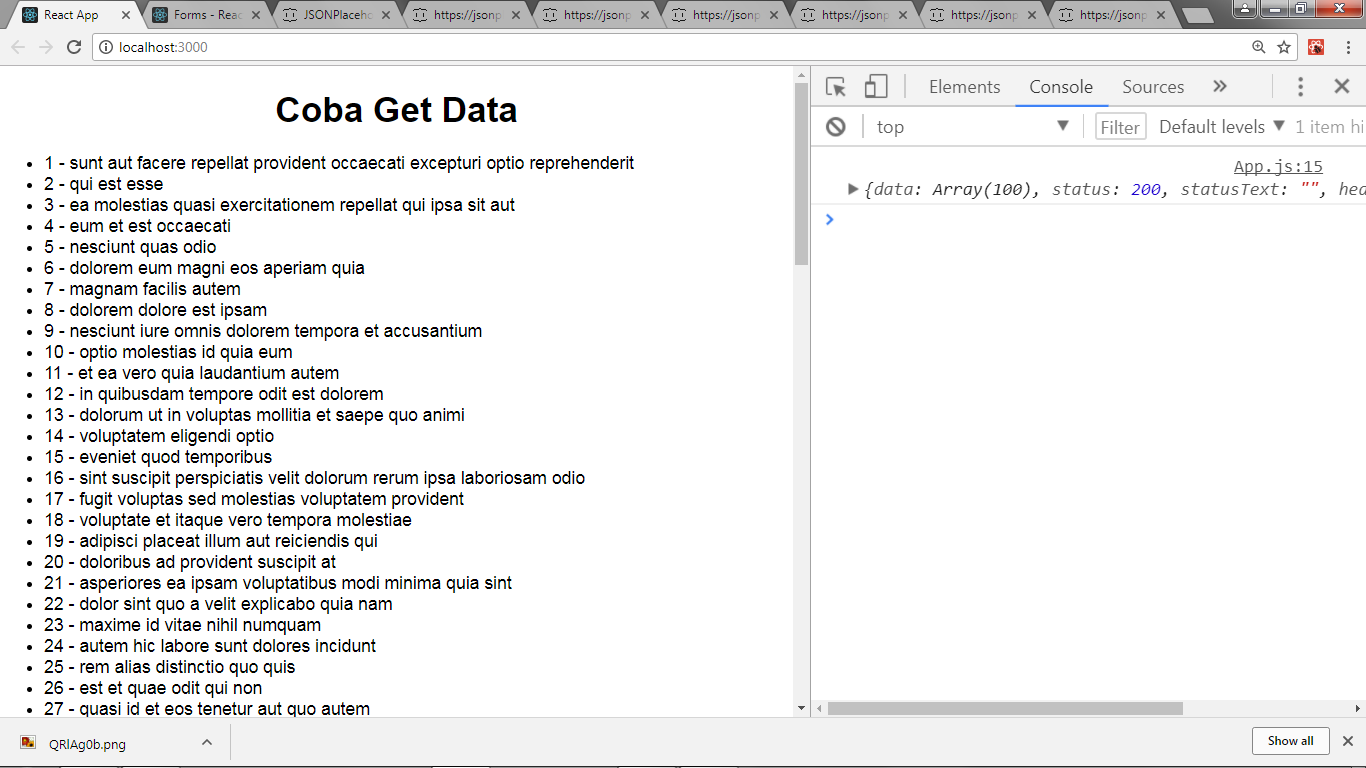 React App
Forms - Reac
JSONPlaceho
https://jsonp
https://jsonp
https://jsonp
https://jsonp
https://jsonp
https://jsonp
localhost:3000
Coba Get Data
1 - sunt aut facere repellat provident occaecati excepturi optio reprehenderit
2 - qui est esse
3 - ea molestias quasi exercitationem repellat qui ipsa sit aut
4 - eum et est occaecati
5 - nesciunt quas odio
6 - dolorem eum magni eos aperiam quia
7 - magnam facilis autem
8 - dolorem dolore est ipsam
9 - nesciunt iure omnis dolorem tempora et accusantium
10 - optio molestias id quia eum
11 - et ea vero quia laudantium autem
12 - in quibusdam tempore odit est dolorem
13 - dolorum ut in voluptas mollitia et saepe quo animi
14 - voluptatem eligendi optio
15 - eveniet quod temporibus
16 - sint suscipit perspiciatis velit dolorum rerum ipsa laboriosam odio
17 - fugit voluptas sed molestias voluptatem provident
18 - voluptate et itaque vero tempora molestiae
19 - adipisci placeat illum aut reiciendis qui
20 - doloribus ad provident suscipit at
21 - asperiores ea ipsam voluptatibus modi minima quia sint
22 - dolor sint quo a velit explicabo quia nam
23 - maxime id vitae nihil numquam
24 - autem hic labore sunt dolores incidunt
25 - rem alias distinctio quo quis
26 - est et quae odit qui non
27 - quasi id et eos tenetur aut quo autem
Elements Console Sources
top Filter Default levels 1 item hi
App.js:15
{data: Array(100), status: 200, statusText: "", hea
QRlAg0b.png
Show all